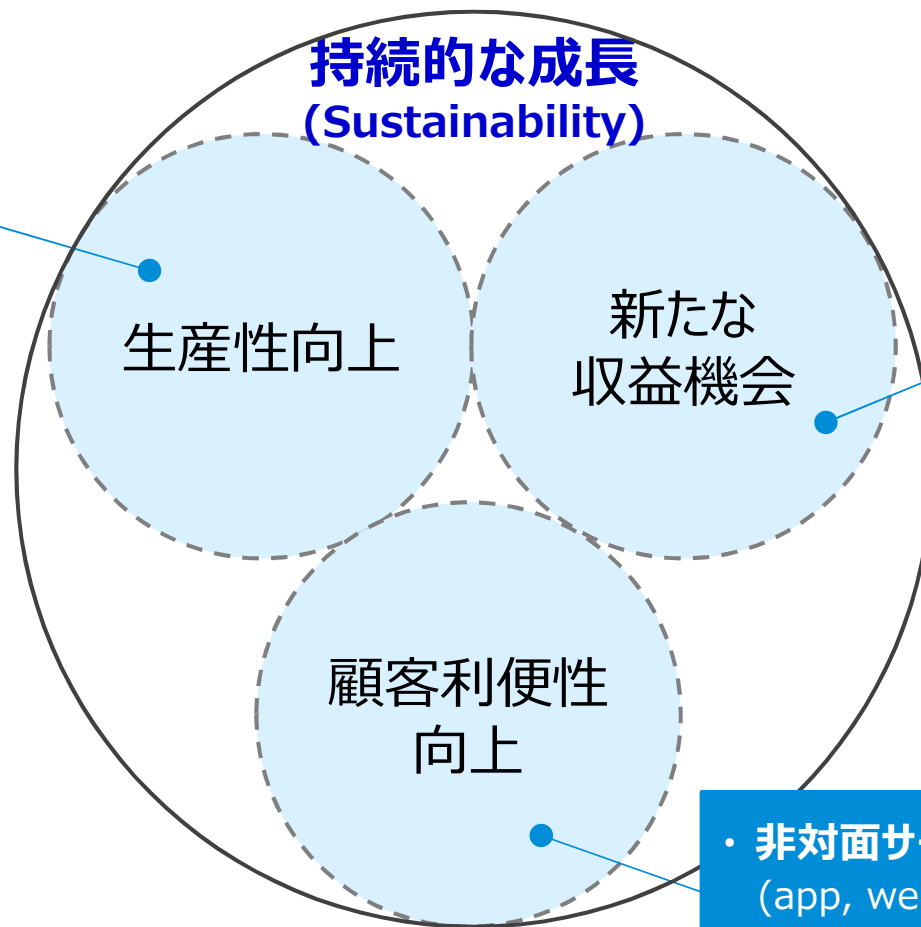 持続的な成長
(Sustainability)
生産性向上
新たな
収益機会
顧客利便性
向上
・ 非対面サ
(app, we